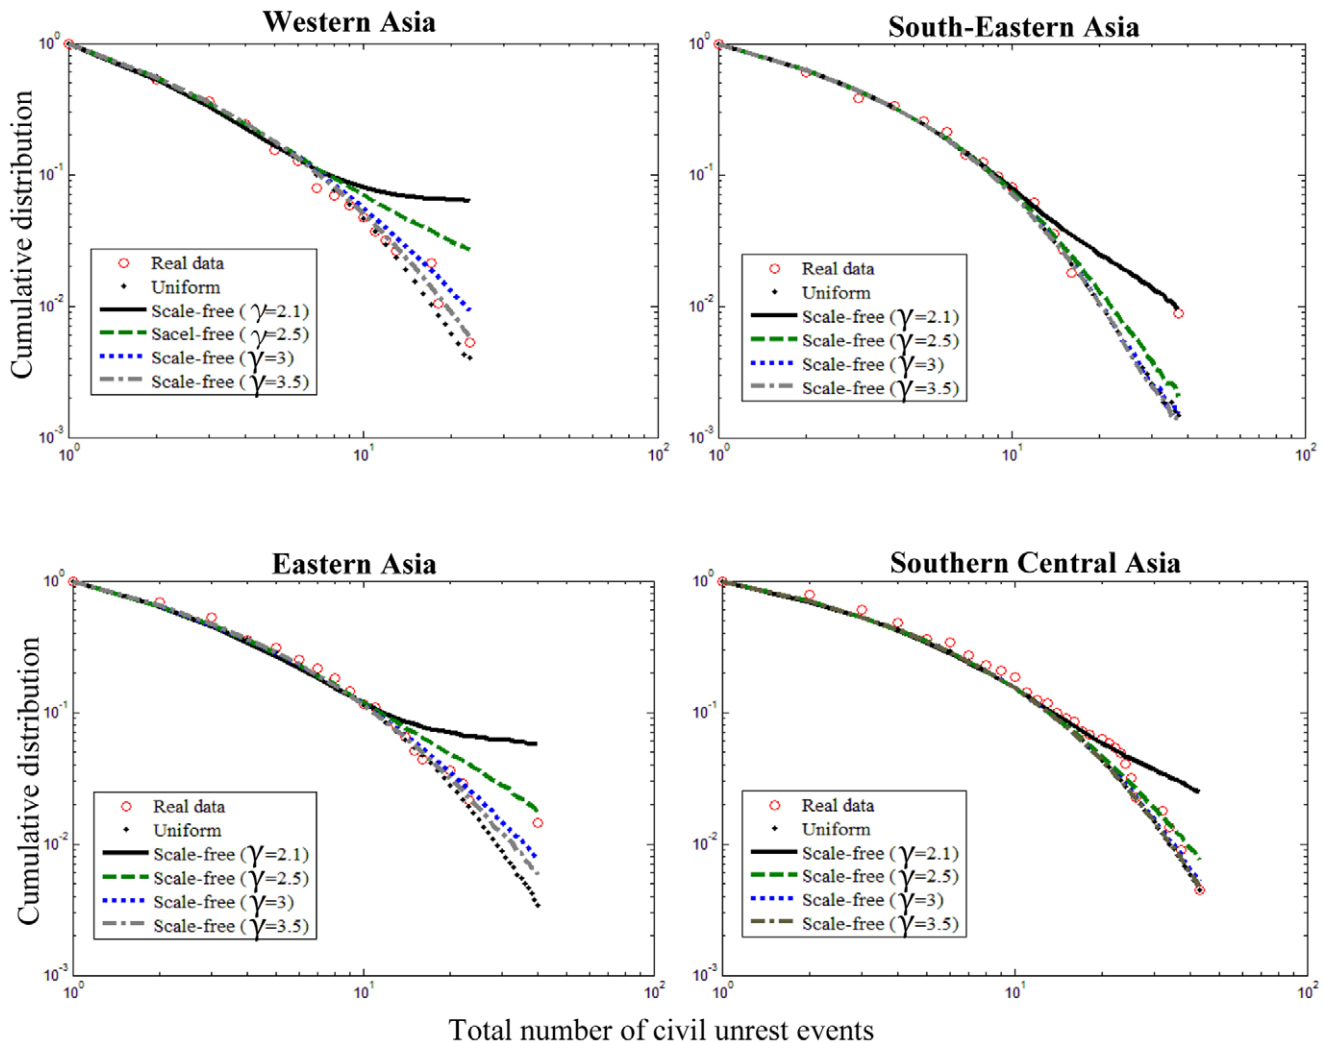 Western Asia
Cumulative distribution
10^0
10^-1
10^-2
10^-3
10^0
10^1
10^2
Real data
Uniform
Scale-free (γ=2.1)
Sacel-free (γ=2.5)
Scale-free (γ=3)
Scale-free (γ=3.5)
South-Eastern Asia
10^0
10^-1
10^-2
10^-3
10^0
10^1
10^2
Real data
Uniform
Scale-free (γ=2.1)
Scale-free (γ=2.5)
Scale-free (γ=3)
Scale-free (γ=3.5)
Eastern Asia
Cumulative distribution
10^0
10^-1
10^-2
10^-3
10^0
10^1
10^2
Real data
Uniform
Scale-free (γ=2.1)
Scale-free (γ=2.5)
Scale-free (γ=3)
Scale-free (γ=3.5)
Southern Central Asia
10^0
10^-1
10^-2
10^-3
10^0
10^1
10^2
Real data
Uniform
Scale-free (γ=2.1)
Scale-free (γ=2.5)
Scale-free (γ=3)
Scale-free (γ=3.5)
Total number of civil unrest events